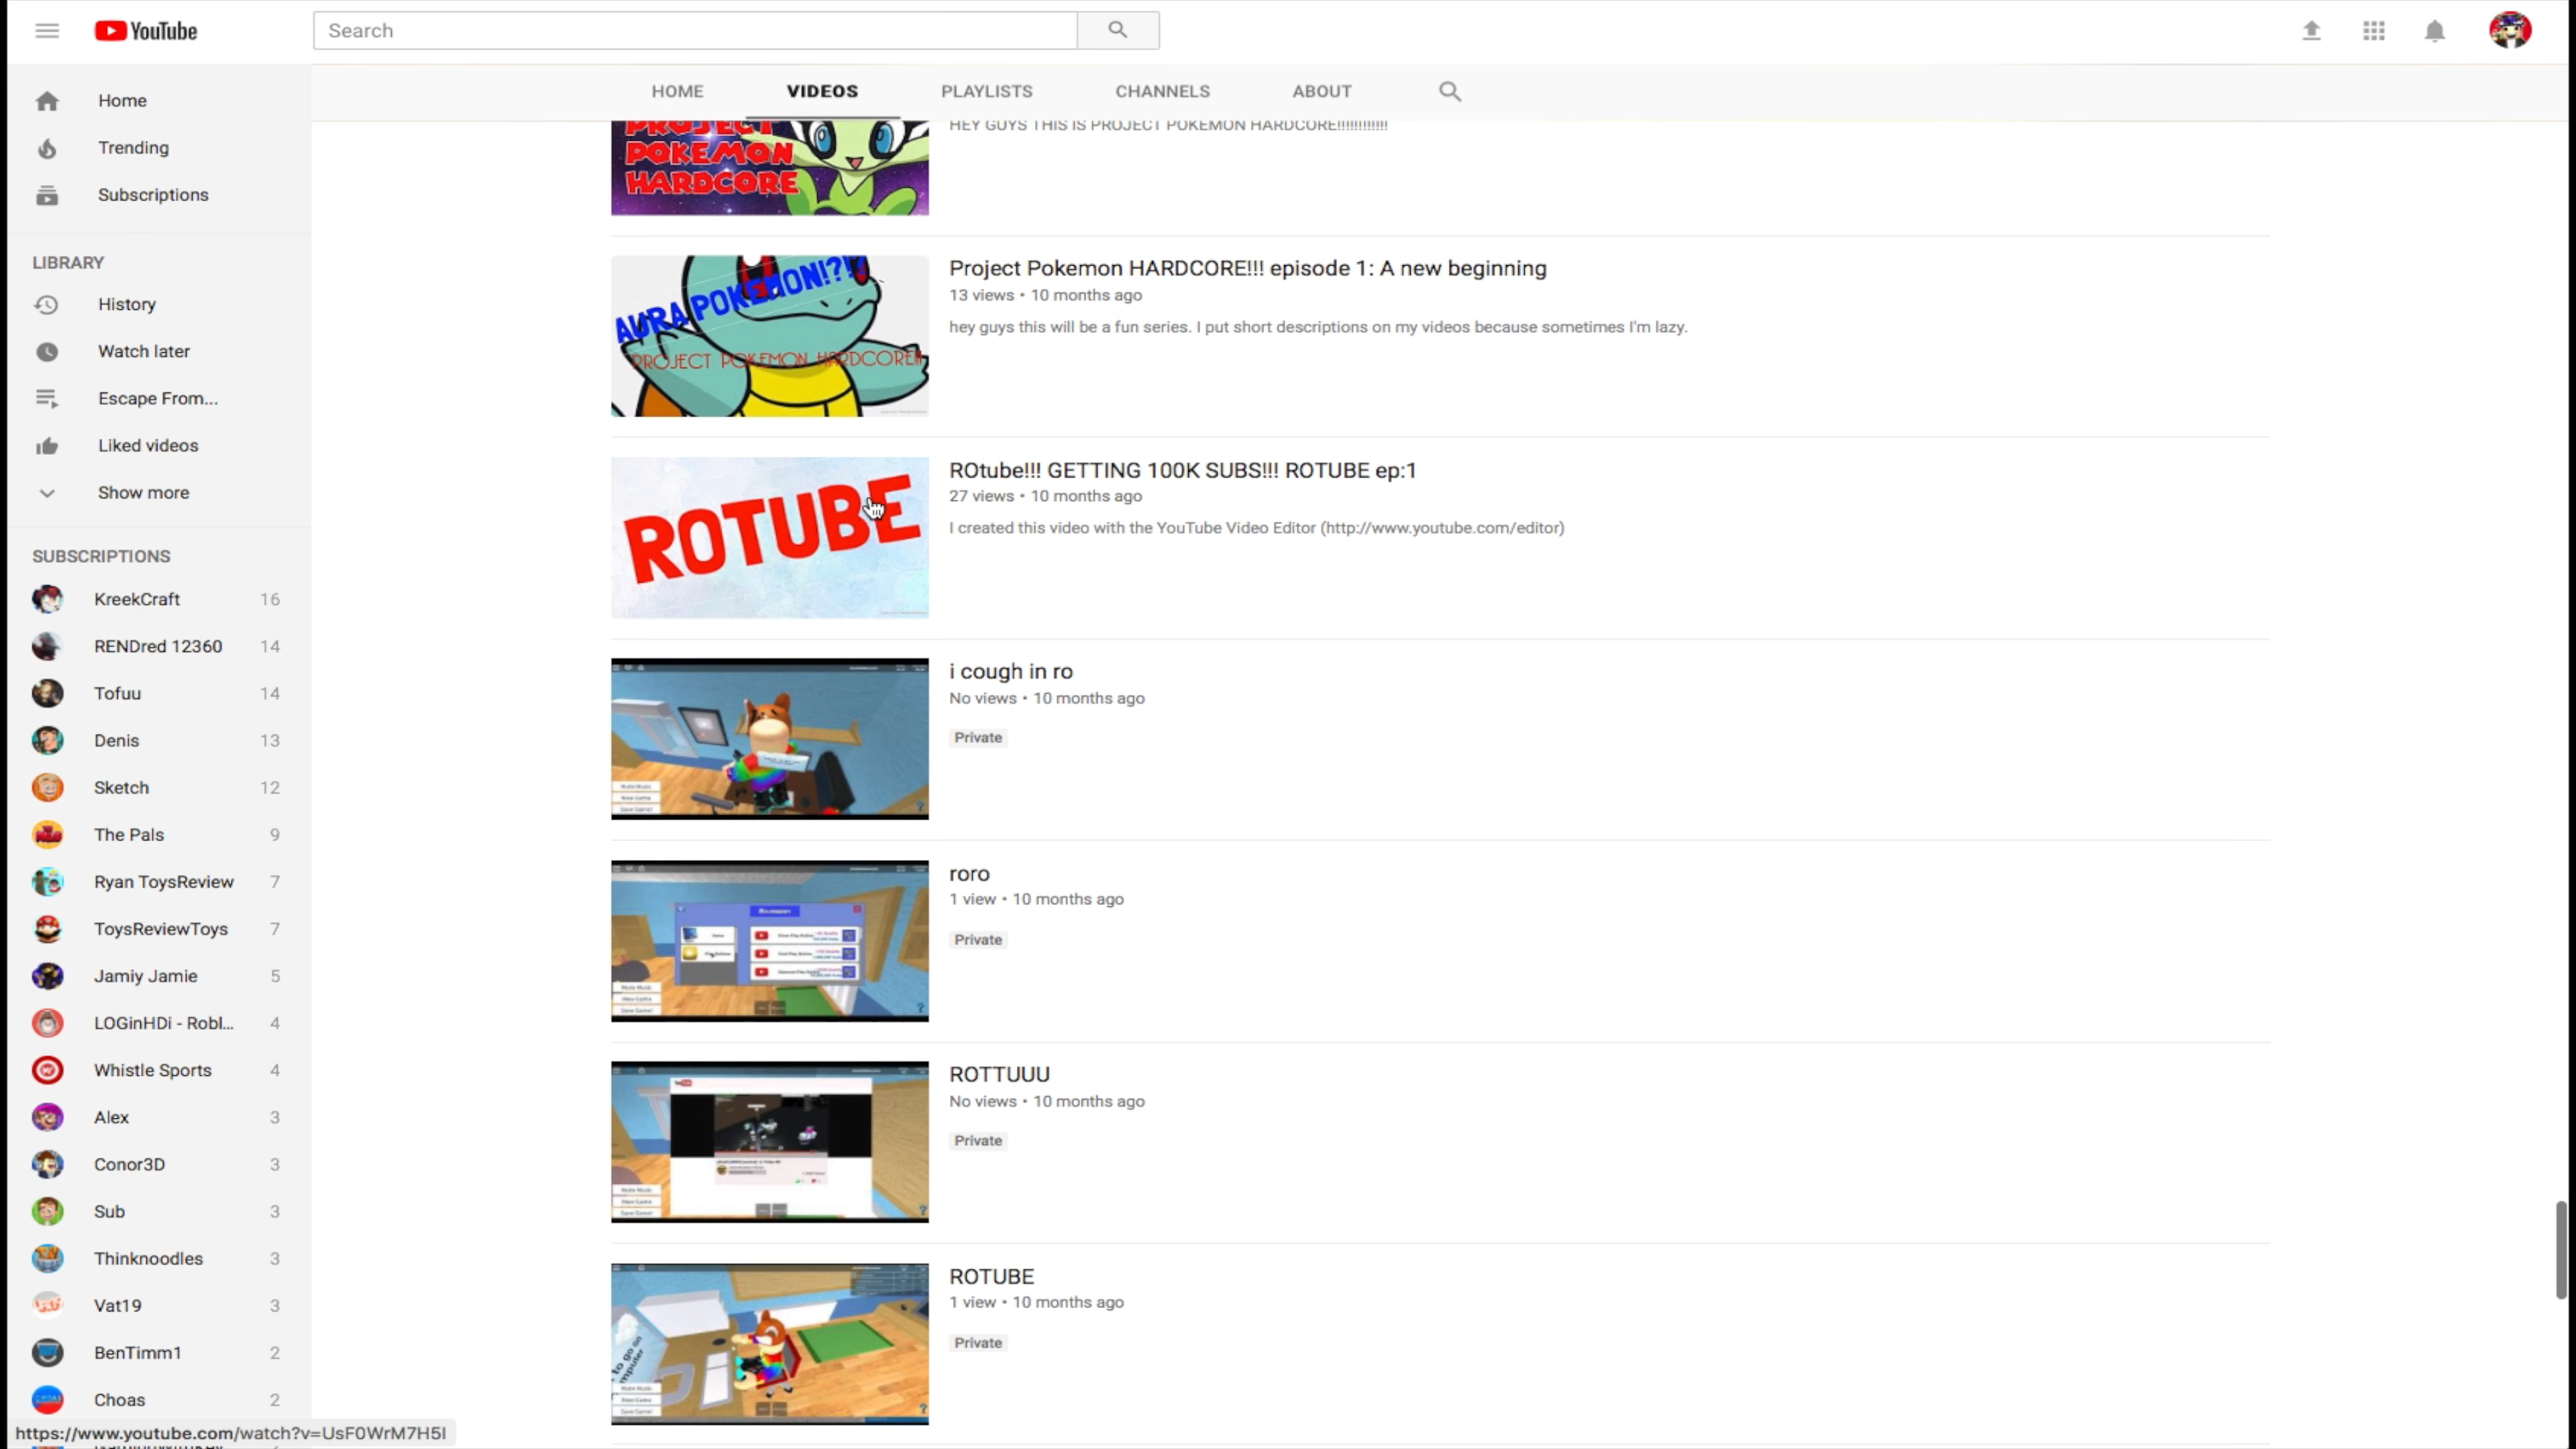 YouTube
Search
HOME
VIDEOS
PLAYLISTS
CHANNELS
ABOUT
Home
Trending
Subscriptions
LIBRARY
History
Watch later
Escape From...
Liked videos
Show more
SUBSCRIPTIONS
KreekCraft 16
RENDred 12360 14
Tofuu 14
Denis 13
Sketch 12
The Pals 9
Ryan ToysReview 7
ToysReviewToys 7
Jamiy Jamie 5
LOGinHDi - Robl... 4
Whistle Sports 4
Alex 3
Conor3D 3
Sub 3
Thinknoodles 3
Vat19 3
BenTimm1 2
Choas 2
https://www.youtube.com/watch?v=UsF0WrM7H5I
PROJECT
POKEMON
HARDCORE
HEY GUYS THIS IS PROJECT POKEMON HARDCORE!!!!!!!!!!!!
AURA POKEMON!?!?
PROJECT POKEMON HARDCORE!!
Project Pokemon HARDCORE!!! episode 1: A new beginning
13 views • 10 months ago
hey guys this will be a fun series. I put short descriptions on my videos because sometimes I'm lazy.
ROTUBE
ROtube!!! GETTING 100K SUBS!!! ROTUBE ep:1
27 views • 10 months ago
I created this video with the YouTube Video Editor (http://www.youtube.com/editor)
i cough in ro
No views • 10 months ago
Private
roro
1 view • 10 months ago
Private
ROTTUUU
No views • 10 months ago
Private
to go on
ROTUBE
1 view • 10 months ago
Private